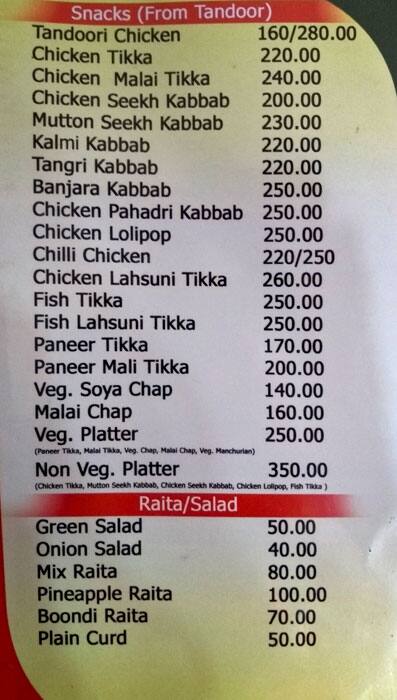 Snacks (From Tandoor)
Tandoori Chicken 160/280.00
Chicken Tikka 220.00
Chicken Malai Tikka 240.00
Chicken Seekh Kabbab 200.00
Mutton Seekh Kabbab 230.00
Kalmi Kabbab 220.00
Tangri Kabbab 220.00
Banjara Kabbab 250.00
Chicken Pahadri Kabbab 250.00
Chicken Lolipop 250.00
Chilli Chicken 220/250
Chicken Lahsuni Tikka 260.00
Fish Tikka 250.00
Fish Lahsuni Tikka 250.00
Paneer Tikka 170.00
Paneer Mali Tikka 200.00
Veg. Soya Chap 140.00
Malai Chap 160.00
Veg. Platter 250.00
(Paneer Tikka, Malai Tikka, Veg. Chap, Malai Chap, Veg. Manchurian)
Non Veg. Platter 350.00
(Chicken Tikka, Mutton Seekh Kabbab, Chicken Seekh Kabbab, Chicken Lolipop, Fish Tikka )
Raita/Salad
Green Salad 50.00
Onion Salad 40.00
Mix Raita 80.00
Pineapple Raita 100.00
Boondi Raita 70.00
Plain Curd 50.00